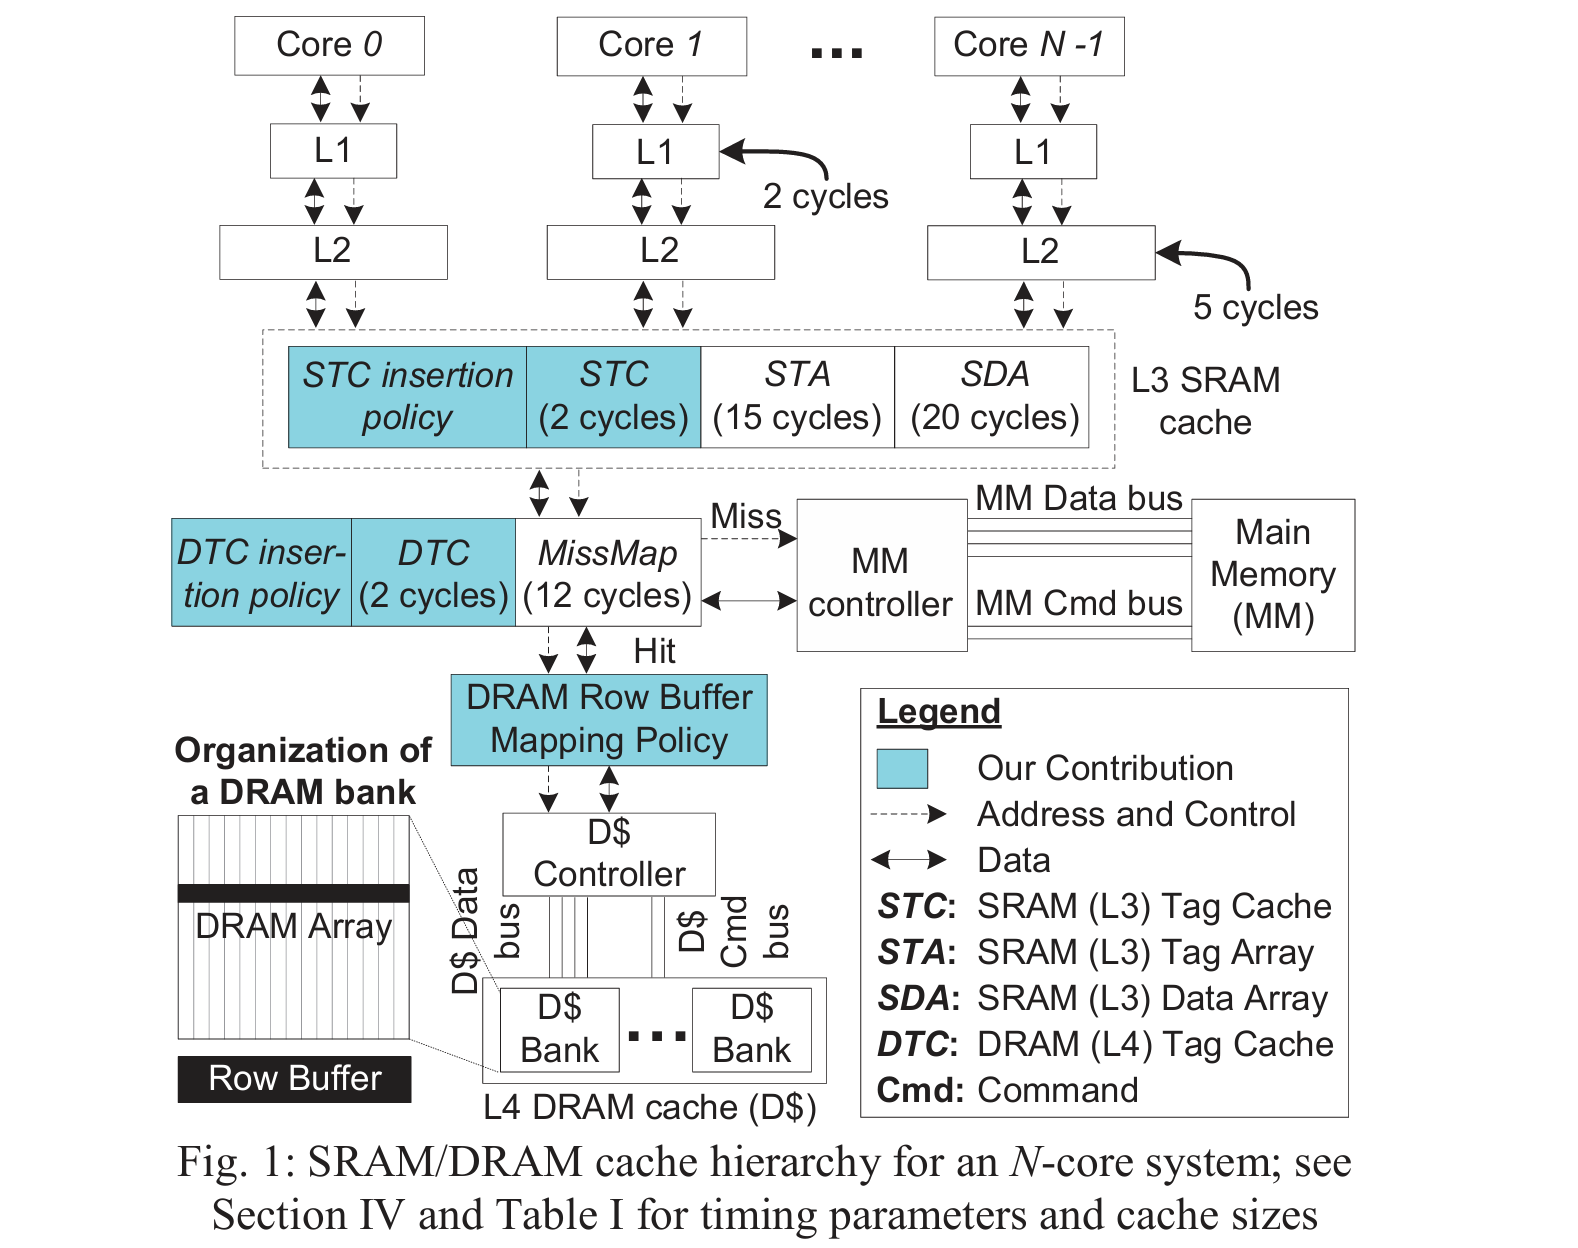 Core 0
Core 1
...
Core N -1
L1
L1
L1
2 cycles
L2
L2
L2
5 cycles
STC insertion
policy
STC
(2 cycles)
STA
(15 cycles)
SDA
(20 cycles)
L3 SRAM
cache
DTC inser-
tion policy
DTC
(2 cycles)
MissMap
(12 cycles)
Miss
MM
controller
MM Data bus
MM Cmd bus
Main
Memory
(MM)
Hit
DRAM Row Buffer
Mapping Policy
Organization of
a DRAM bank
DRAM Array
Row Buffer
D$
Controller
D$ Data
bus
D$
Cmd
bus
D$
Bank
...
D$
Bank
L4 DRAM cache (D$)
Legend
Our Contribution
Address and Control
Data
STC: SRAM (L3) Tag Cache
STA: SRAM (L3) Tag Array
SDA: SRAM (L3) Data Array
DTC: DRAM (L4) Tag Cache
Cmd: Command
Fig. 1: SRAM/DRAM cache hierarchy for an N-core system; see
Section IV and Table I for timing parameters and cache sizes